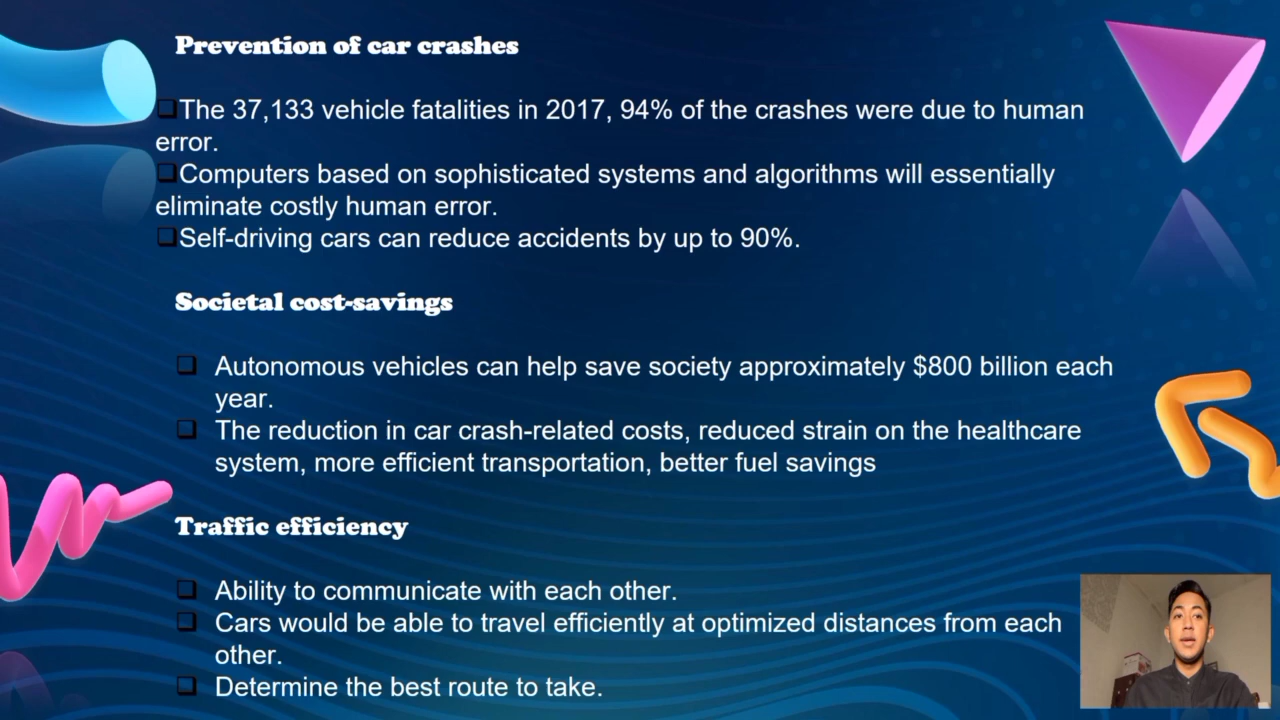 Prevention of car crashes
The 37,133 vehicle fatalities in 2017, 94% of the crashes were due to human
error.
Computers based on sophisticated systems and algorithms will essentially
eliminate costly human error.
Self-driving cars can reduce accidents by up to 90%.
Societal cost-savings
Autonomous vehicles can help save society approximately $800 billion each
year.
The reduction in car crash-related costs, reduced strain on the healthcare
system, more efficient transportation, better fuel savings
Traffic efficiency
Ability to communicate with each other.
Cars would be able to travel efficiently at optimized distances from each
other.
Determine the best route to take.